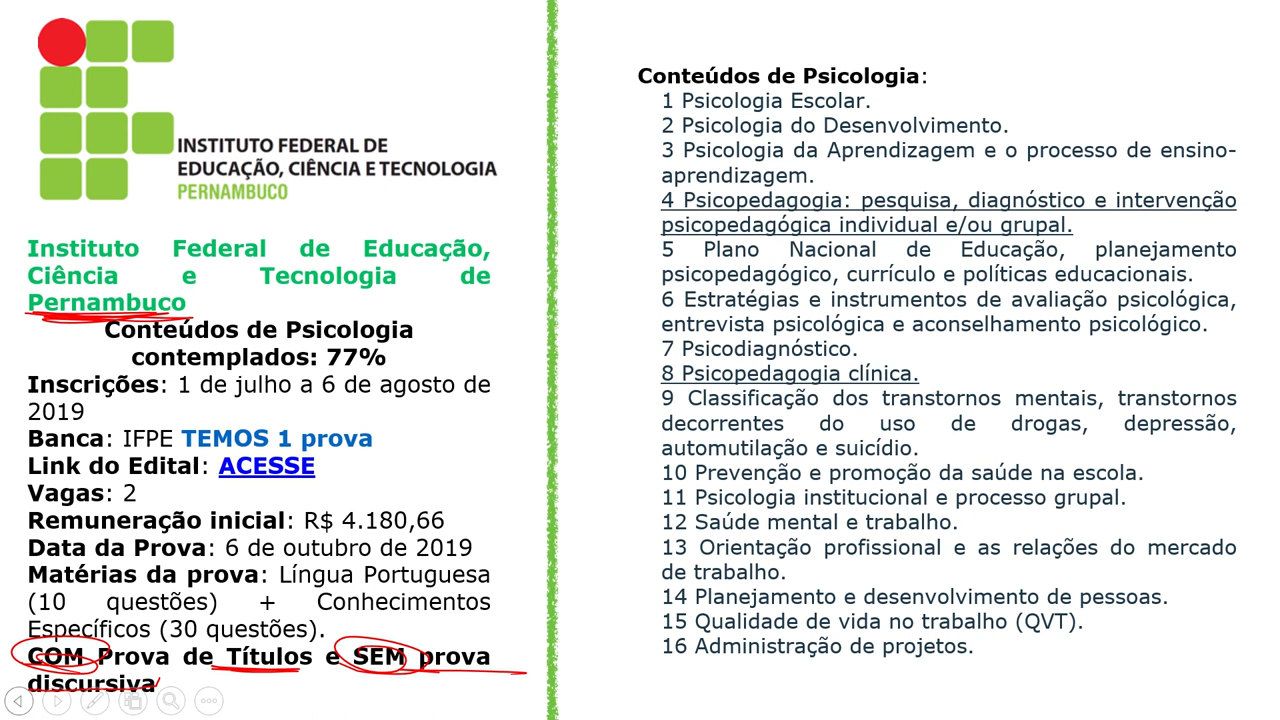 INSTITUTO FEDERAL DE
EDUCAÇÃO, CIÊNCIA E TECNOLOGIA
PERNAMBUCO
Instituto Federal de Educação,
Ciência e Tecnologia de
Pernambuco
Conteúdos de Psicologia
contemplados: 77%
Inscrições: 1 de julho a 6 de agosto de
2019
Banca: IFPE TEMOS 1 prova
Link do Edital: ACESSE
Vagas: 2
Remuneração inicial: R$ 4.180,66
Data da Prova: 6 de outubro de 2019
Matérias da prova: Língua Portuguesa
(10 questões) + Conhecimentos
Específicos (30 questões).
COM Prova de Títulos e SEM prova
discursiva
Conteúdos de Psicologia:
1 Psicologia Escolar.
2 Psicologia do Desenvolvimento.
3 Psicologia da Aprendizagem e o processo de ensino-
aprendizagem.
4 Psicopedagogia: pesquisa, diagnóstico e intervenção
psicopedagógica individual e/ou grupal.
5 Plano Nacional de Educação, planejamento
psicopedagógico, currículo e políticas educacionais.
6 Estratégias e instrumentos de avaliação psicológica,
entrevista psicológica e aconselhamento psicológico.
7 Psicodiagnóstico.
8 Psicopedagogia clínica.
9 Classificação dos transtornos mentais, transtornos
decorrentes do uso de drogas, depressão,
automutilação e suicídio.
10 Prevenção e promoção da saúde na escola.
11 Psicologia institucional e processo grupal.
12 Saúde mental e trabalho.
13 Orientação profissional e as relações do mercado
de trabalho.
14 Planejamento e desenvolvimento de pessoas.
15 Qualidade de vida no trabalho (QVT).
16 Administração de projetos.